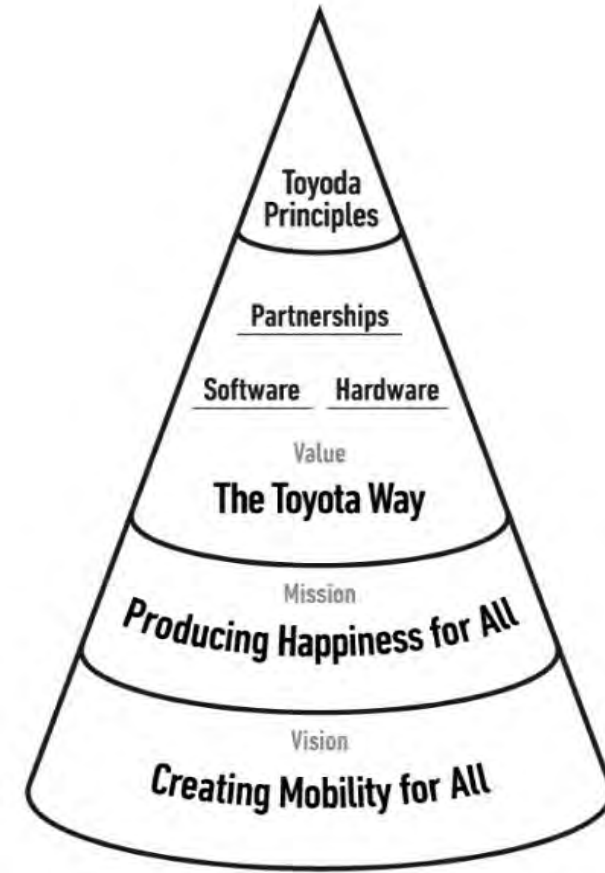 Toyoda
Principles
Partnerships
Software Hardware
Value
The Toyota Way
Mission
Producing Happiness for All
Vision
Creating Mobility for All